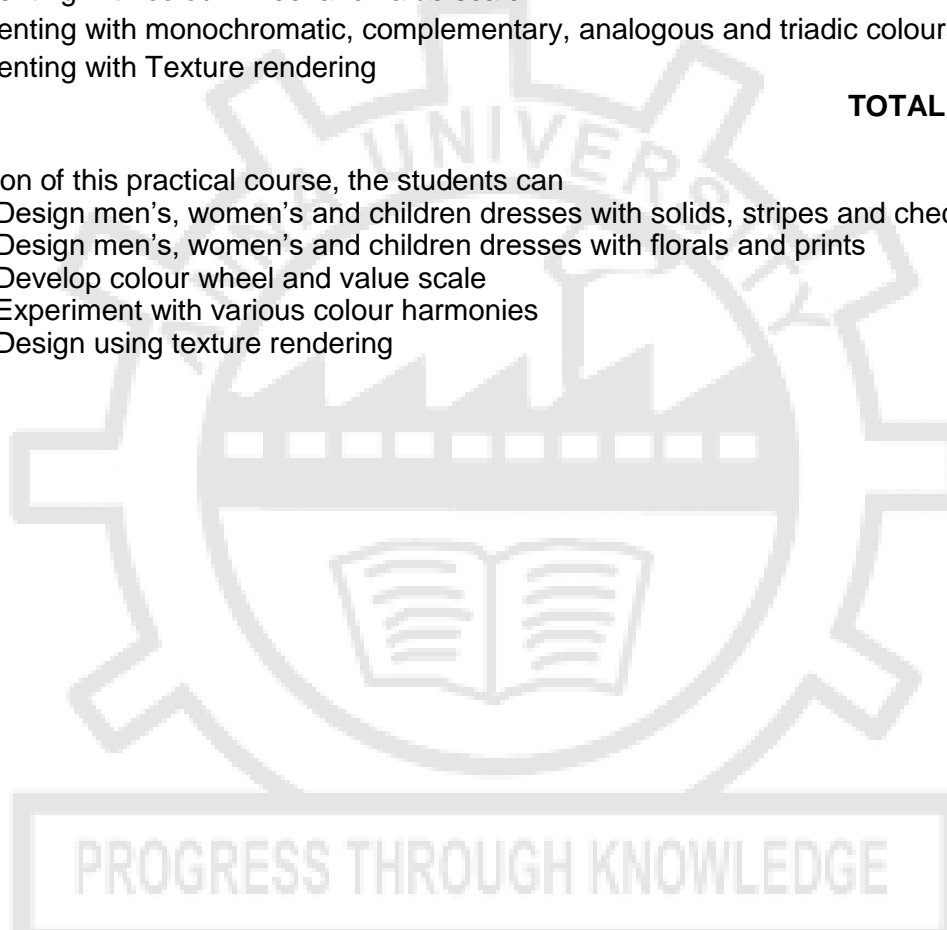 enting with monochromatic, complementary, analogous and triadic colour
enting with Texture rendering
TOTAL
on of this practical course, the students can
Design men’s, women’s and children dresses with solids, stripes and chec
Design men’s, women’s and children dresses with florals and prints
Develop colour wheel and value scale
Experiment with various colour harmonies
Design using texture rendering
UNIVERSITY
PROGRESS THROUGH KNOWLEDGE